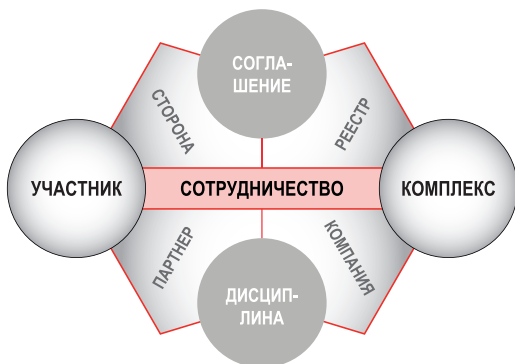 СОГЛА-
ШЕНИЕ
СТОРОНА
РЕЕСТР
УЧАСТНИК
СОТРУДНИЧЕСТВО
КОМПЛЕКС
ПАРТНЕР
КОМПАНИЯ
ДИСЦИП-
ЛИНА